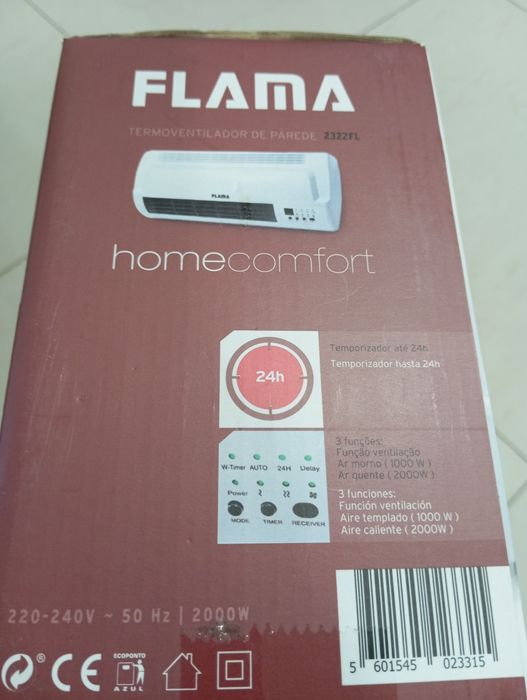 FLAMA
TERMOVENTILADOR DE PAREDE 2322FL
FLAMA
homecomfort
24h
Temporizador até 24h
Temporizador hasta 24h
W-Timer AUTO 24H Delay
Power
MODE TIMER RECEIVER
3 funções:
Função ventilação
Ar morno ( 1000 W )
Ar quente ( 2000W )
3 funciones:
Función ventilación
Aire templado ( 1000 W )
Aire caliente ( 2000W )
220-240V ~ 50 Hz | 2000W
CE
ECOPONTO
AZUL
5 601545 023315